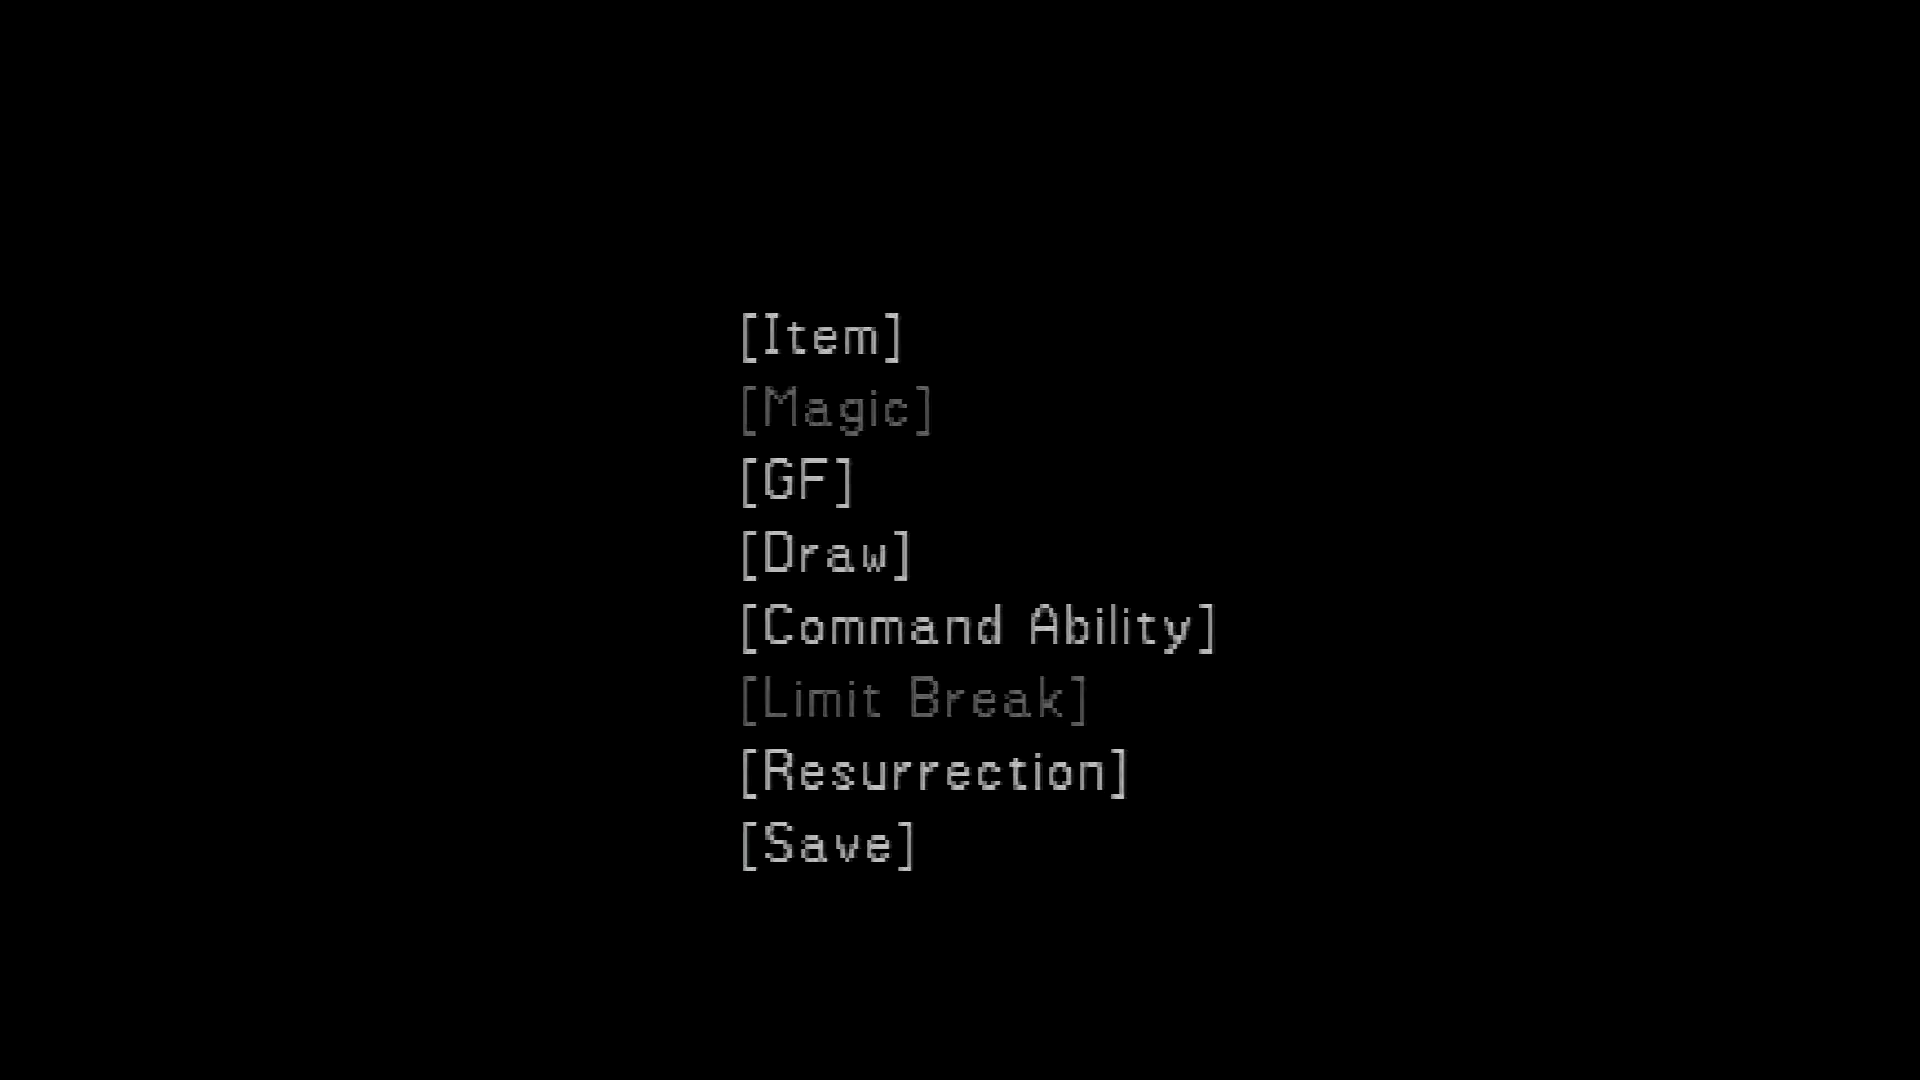 [Item]
[Magic]
[GF]
[Draw]
[Command Ability]
[Limit Break]
[Resurrection]
[Save]